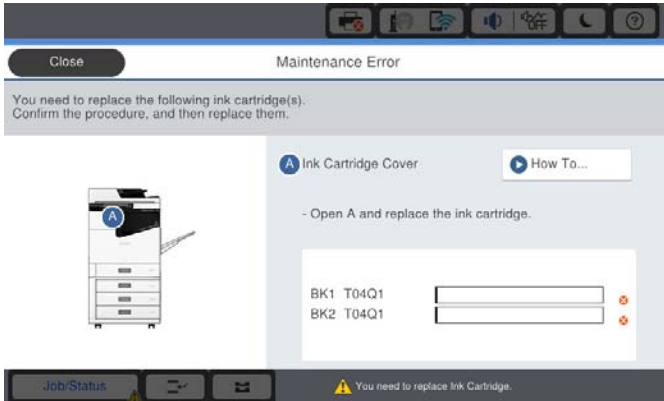 OFF
Close
Maintenance Error
You need to replace the following ink cartridge(s).
Confirm the procedure, and then replace them.
A Ink Cartridge Cover
How To...
A
- Open A and replace the ink cartridge.
BK1 T04Q1
BK2 T04Q1
Job/Status
You need to replace Ink Cartridge.